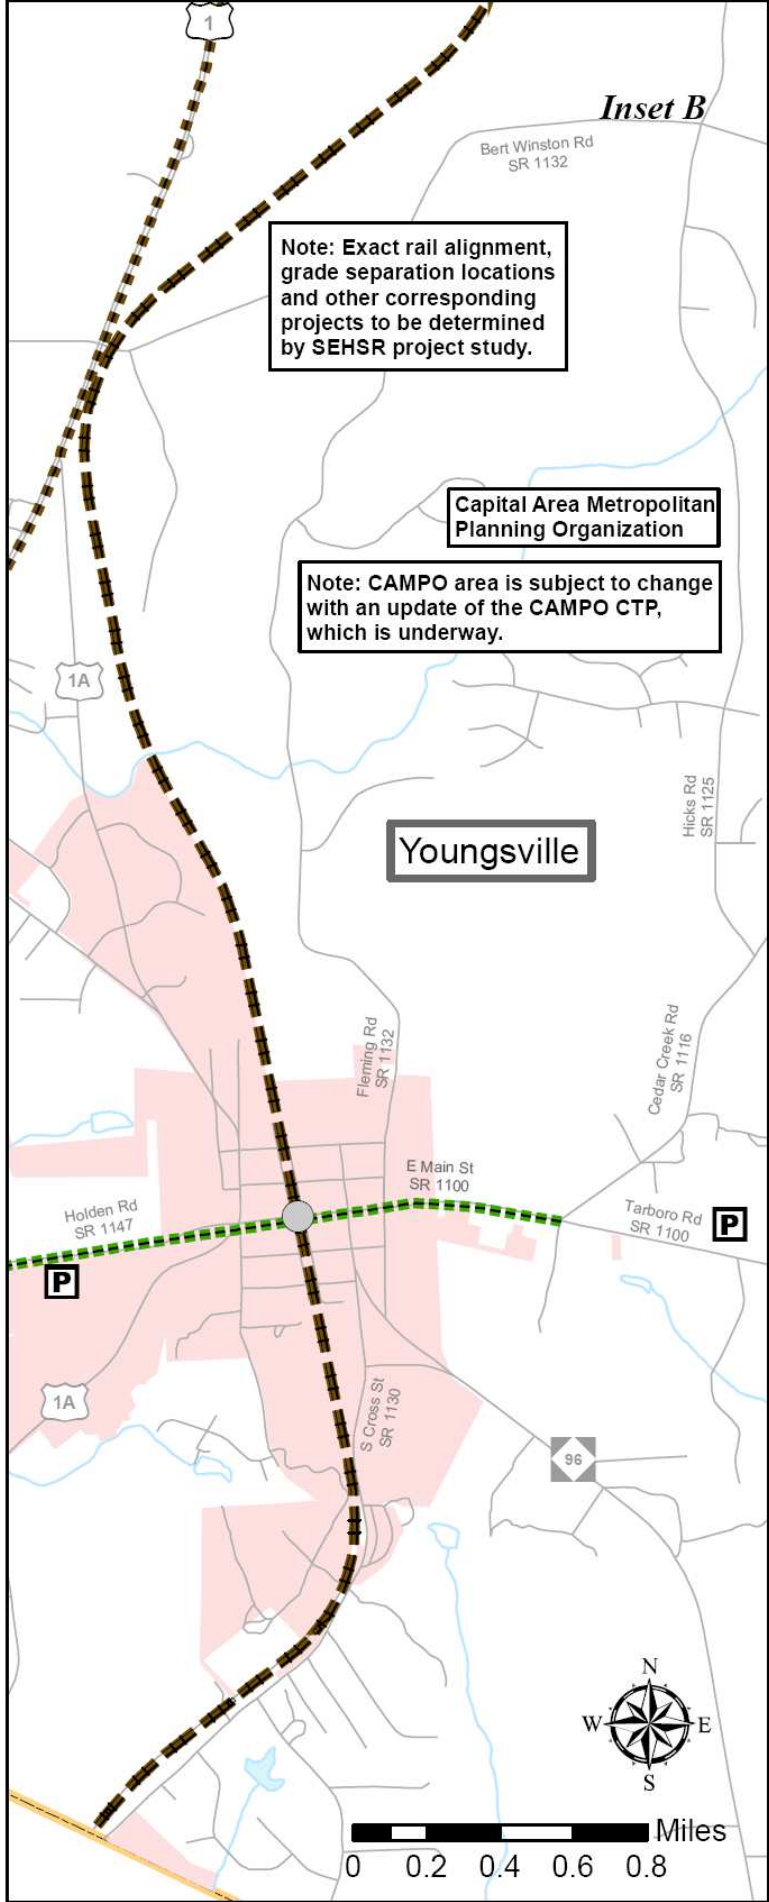 1
Inset B
Bert Winston Rd
SR 1132
Note: Exact rail alignment,
grade separation locations
and other corresponding
projects to be determined
by SEHSR project study.
Capital Area Metropolitan
Planning Organization
Note: CAMPO area is subject to change
with an update of the CAMPO CTP,
which is underway.
1A
Hicks Rd
SR 1125
Youngsville
Fleming Rd
SR 1132
Cedar Creek Rd
SR 1116
E Main St
SR 1100
Holden Rd
SR 1147
Tarboro Rd
SR 1100
P
P
1A
S Cross St
SR 1130
96
N
W E
S
Miles
0 0.2 0.4 0.6 0.8